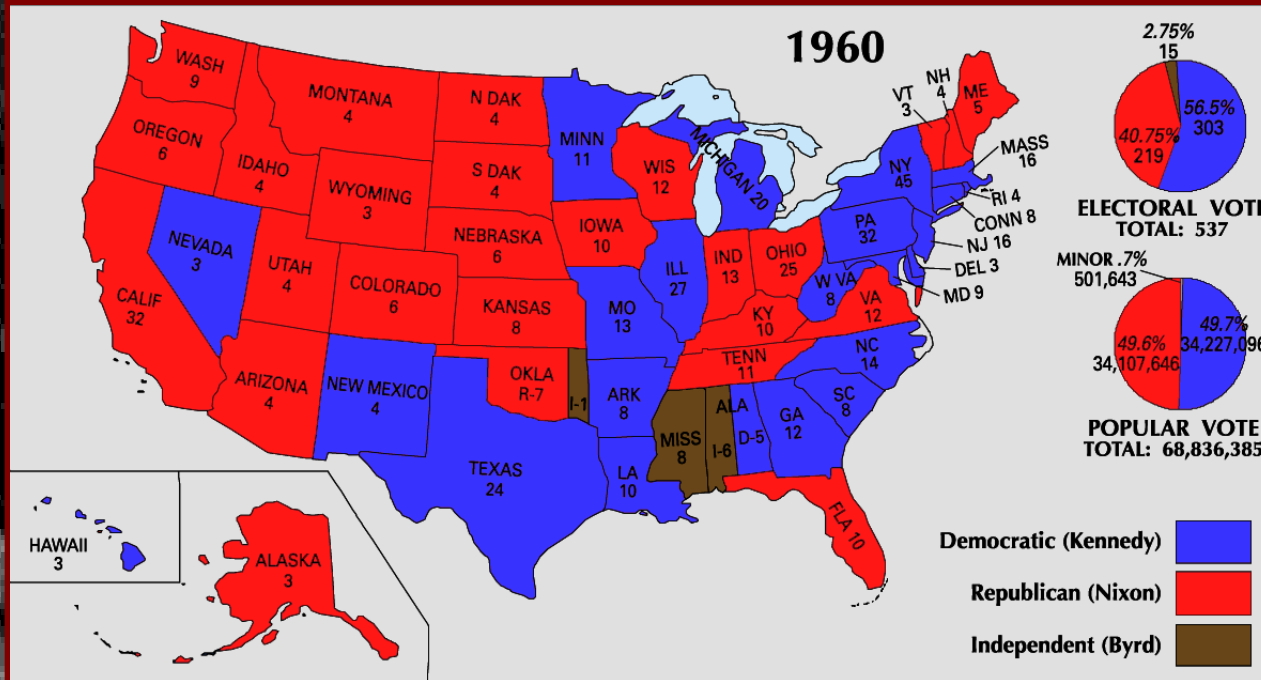 1960
WASH
9
OREGON
6
CALIF
32
NEVADA
3
IDAHO
4
MONTANA
4
WYOMING
3
UTAH
4
COLORADO
6
ARIZONA
4
NEW MEXICO
4
N DAK
4
S DAK
4
NEBRASKA
6
KANSAS
8
OKLA
R-7
I-1
TEXAS
24
MINN
11
IOWA
10
MO
13
ARK
8
LA
10
WIS
12
ILL
27
MICHIGAN 20
IND
13
OHIO
25
KY
10
TENN
11
MISS
8
ALA
I-6
D-5
GA
12
FLA 10
SC
8
NC
14
VA
12
W VA
8
PA
32
NY
45
VT
3
NH
4
ME
5
MASS
16
RI 4
CONN 8
NJ 16
DEL 3
MD 9
HAWAII
3
ALASKA
3
2.75%
15
56.5%
303
40.75%
219
ELECTORAL VOTE
TOTAL: 537
MINOR .7%
501,643
49.7%
34,227,096
49.6%
34,107,646
POPULAR VOTE
TOTAL: 68,836,385
Democratic (Kennedy)
Republican (Nixon)
Independent (Byrd)